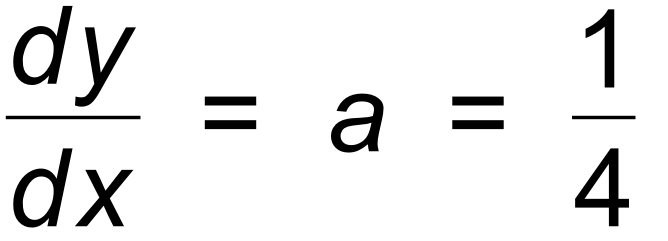 dy/dx = a = 1/4